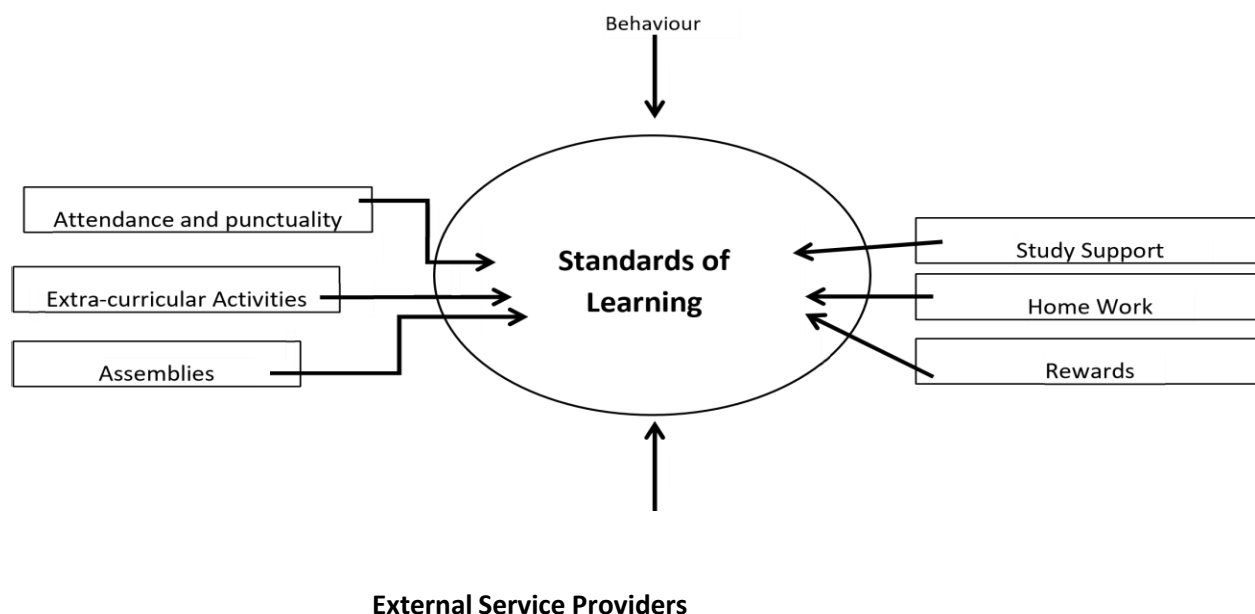 Behaviour
Attendance and punctuality
Extra-curricular Activities
Assemblies
Standards of
Learning
Study Support
Home Work
Rewards
External Service Providers